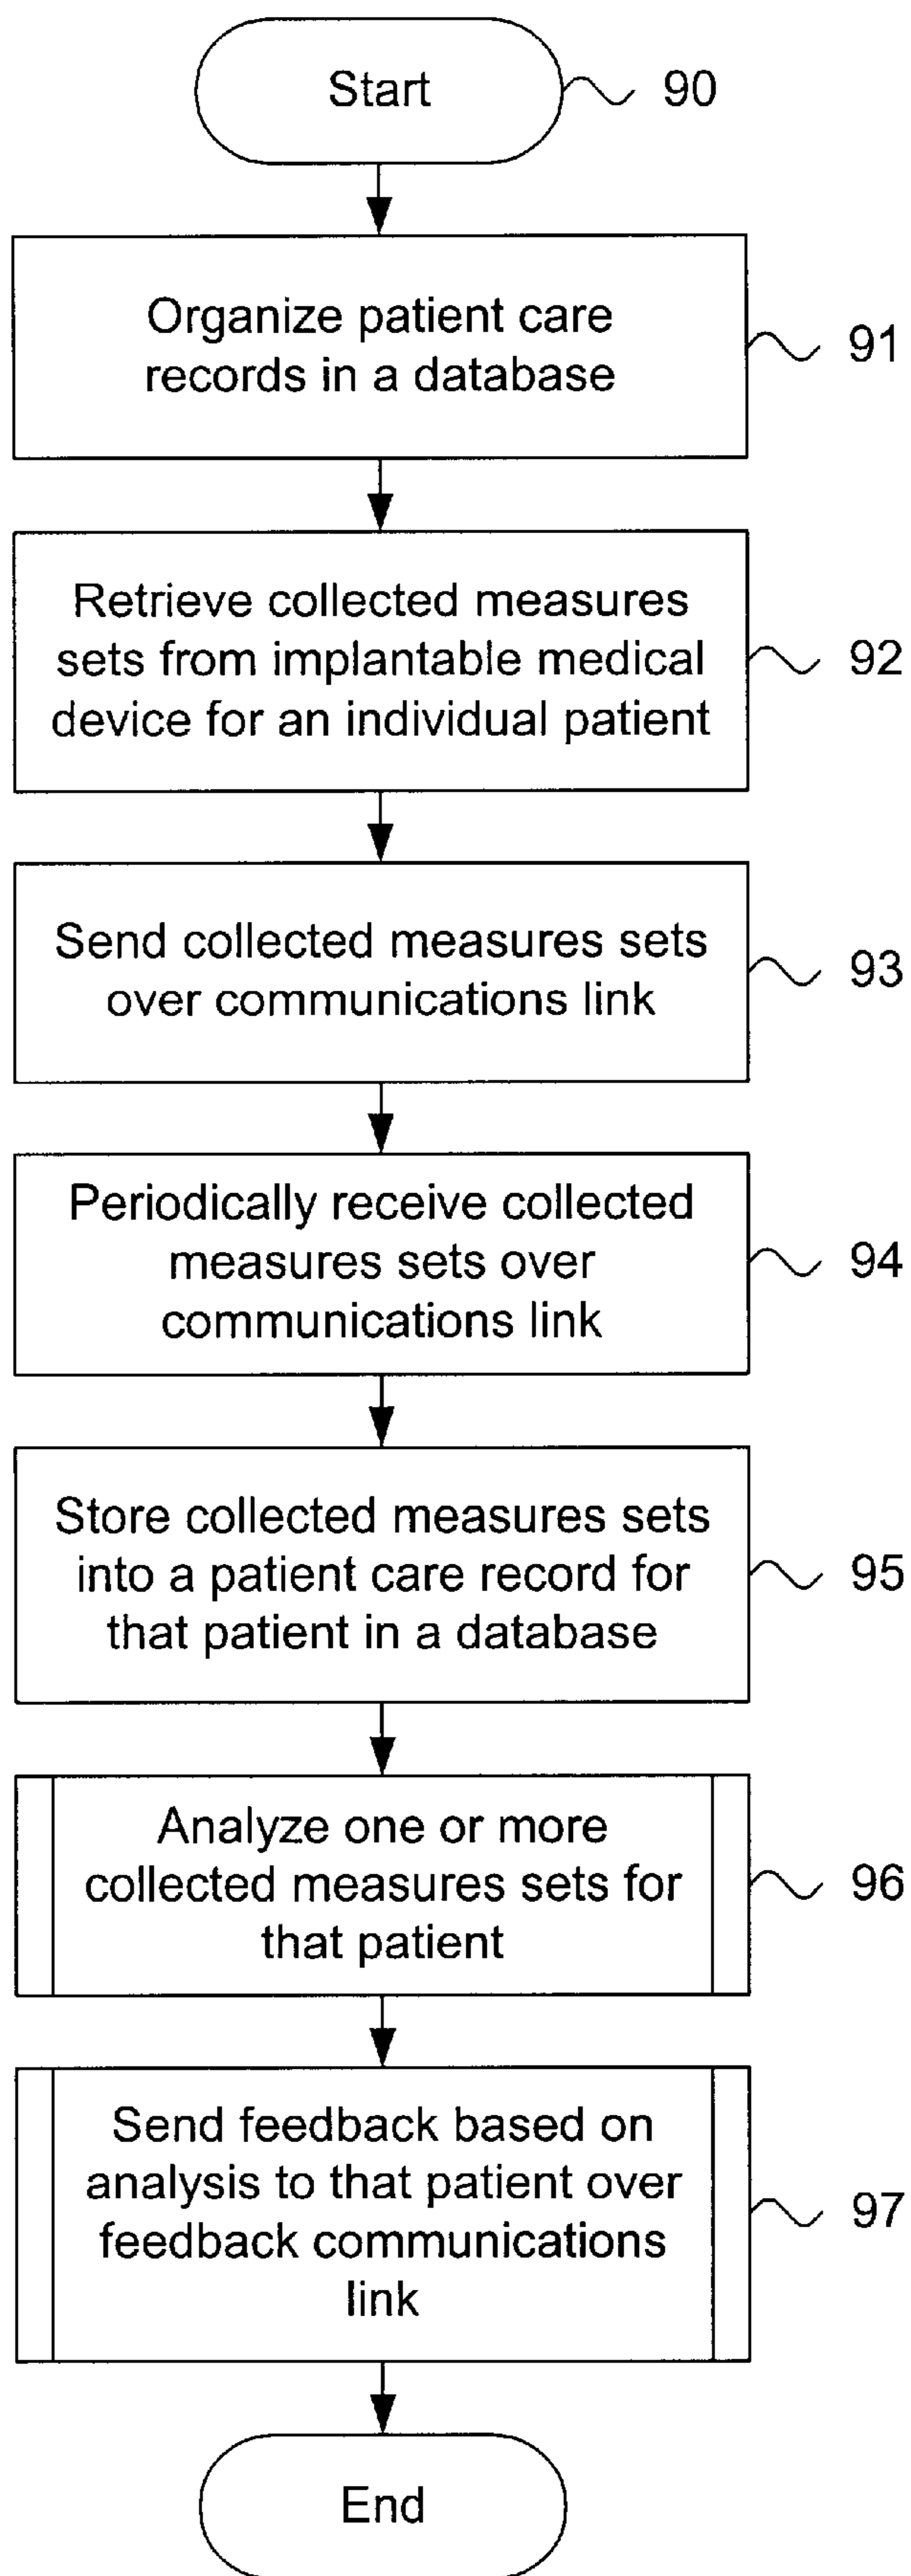 Start
90
Organize patient care
records in a database
91
Retrieve collected measures
sets from implantable medical
device for an individual patient
92
Send collected measures sets
over communications link
93
Periodically receive collected
measures sets over
communications link
94
Store collected measures sets
into a patient care record for
that patient in a database
95
Analyze one or more
collected measures sets for
that patient
96
Send feedback based on
analysis to that patient over
feedback communications
link
97
End